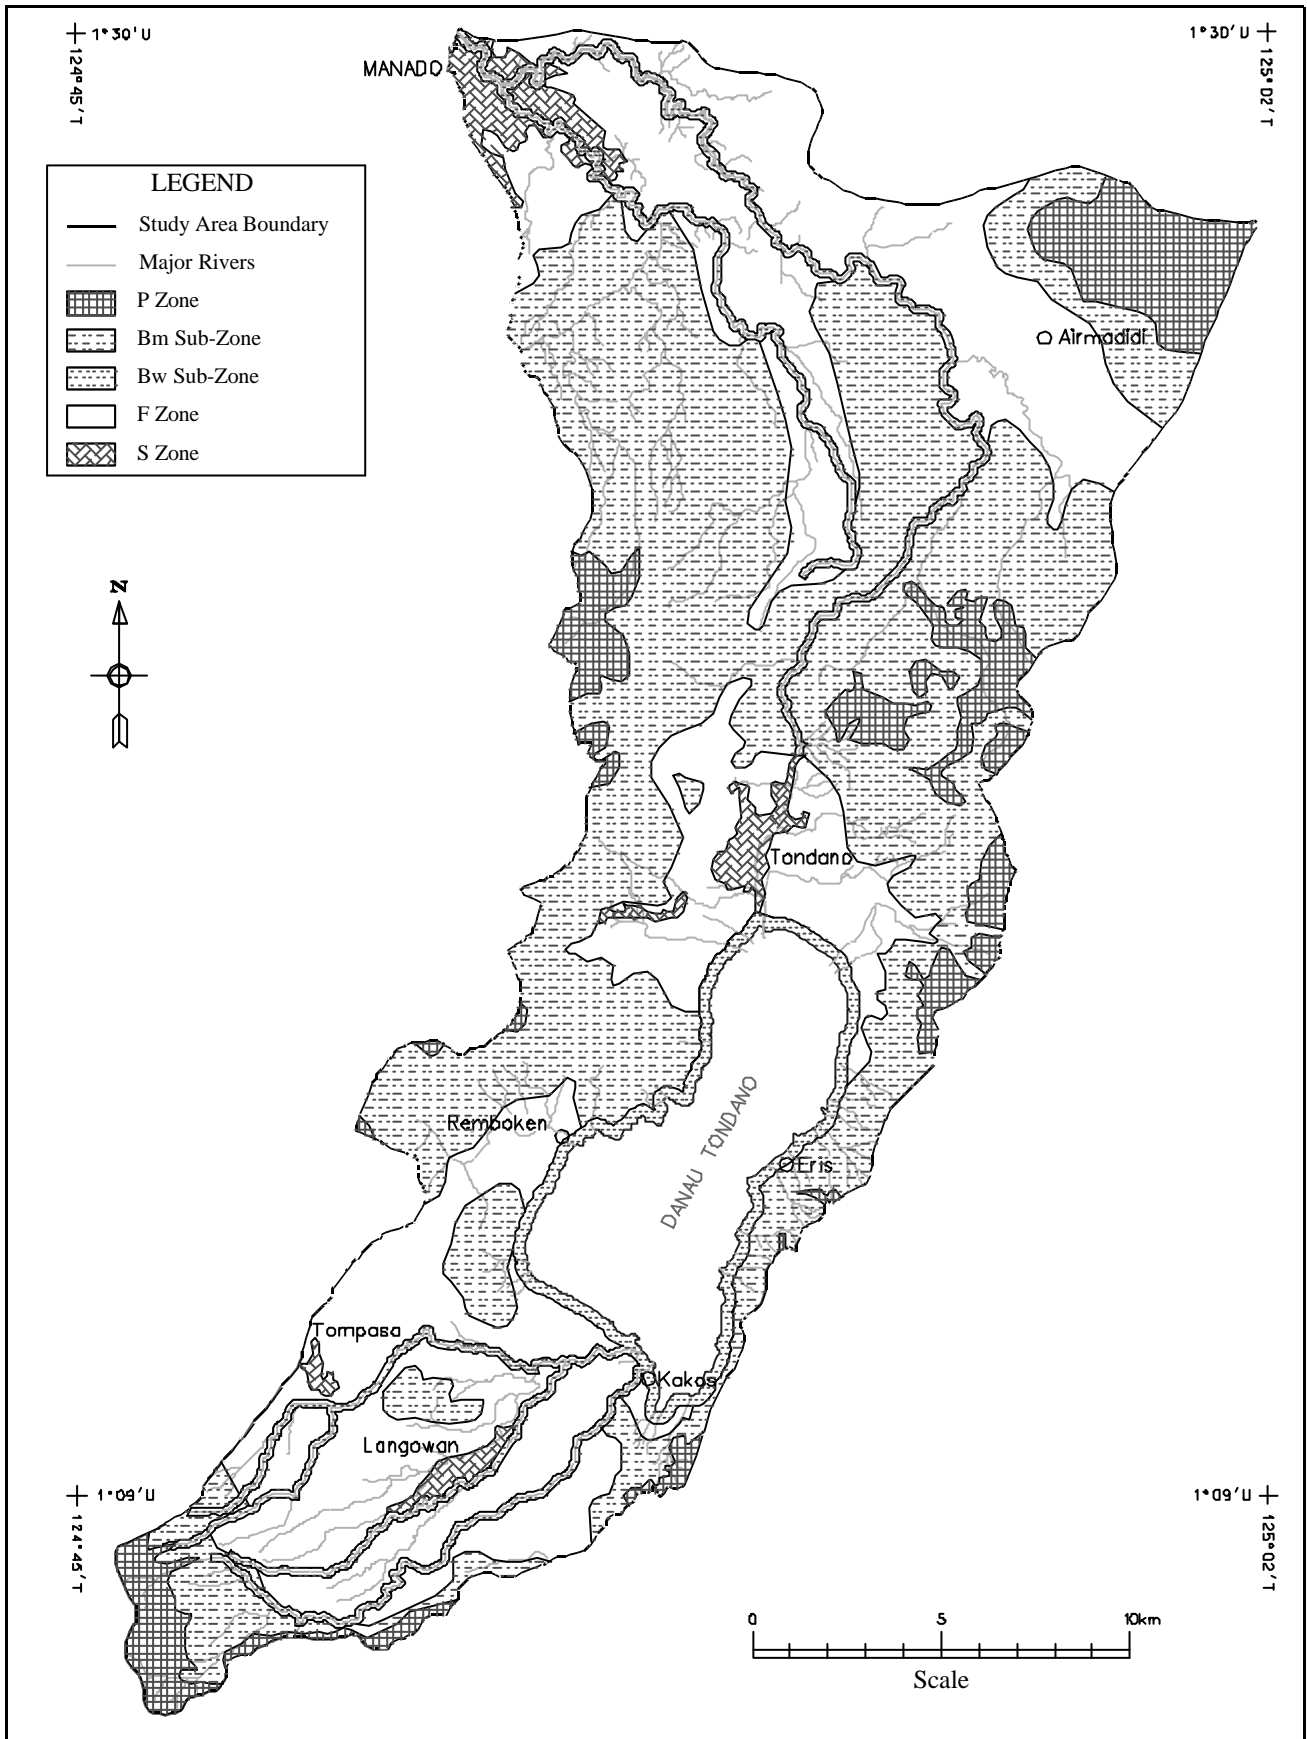 1°30'U
124°45'T
1°30'U
125°02'T
MANADO
LEGEND
Study Area Boundary
Major Rivers
P Zone
Bm Sub-Zone
Bw Sub-Zone
F Zone
S Zone
Airmadidi
N
Tondano
DANAU TONDANO
Remboken
Eris
Tompasa
Kakas
Langowan
1°09'U
124°45'T
1°09'U
125°02'T
0 5 10km
Scale